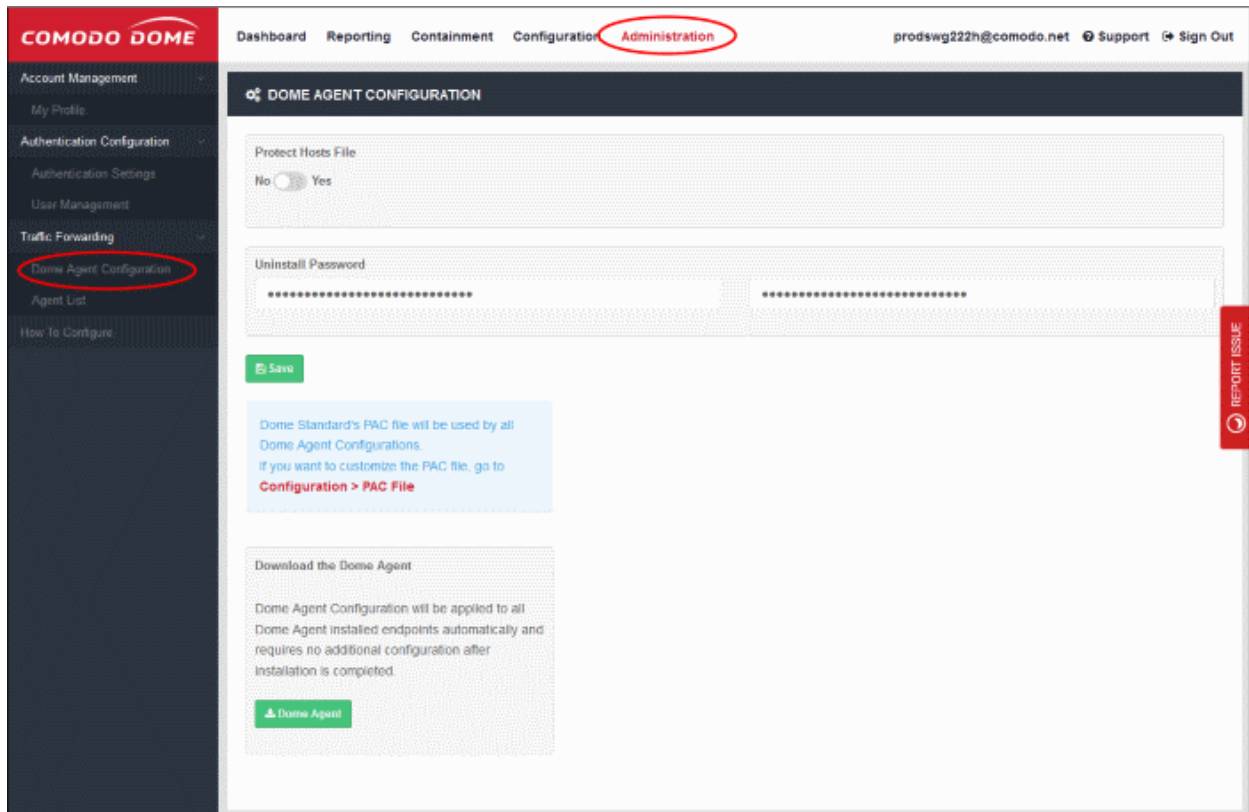 COMODO DOME
Dashboard Reporting Containment Configuration Administration prodswg222h@comodo.net Support Sign Out
Account Management
My Profile
Authentication Configuration
Authentication Settings
User Management
Traffic Forwarding
Dome Agent Configuration
Agent List
How To Configure
DOME AGENT CONFIGURATION
Protect Hosts File
No Yes
Uninstall Password
•••••••••••••••••••••••••••• ••••••••••••••••••••••••••••
Save
Dome Standard's PAC file will be used by all
Dome Agent Configurations.
If you want to customize the PAC file, go to
Configuration > PAC File
Download the Dome Agent
Dome Agent Configuration will be applied to all
Dome Agent installed endpoints automatically and
requires no additional configuration after
installation is completed.
Dome Agent
REPORT ISSUE